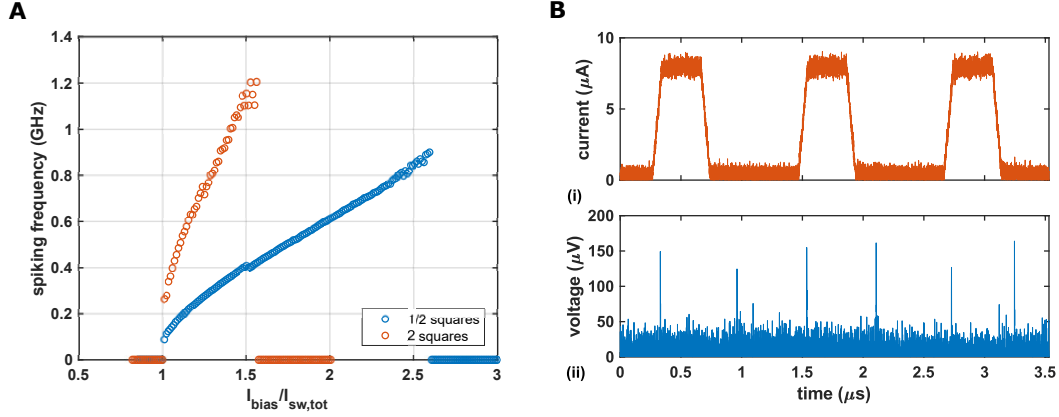 A
spiking frequency (GHz)
1.4
1.2
1
0.8
0.6
0.4
0.2
0
0.5
1
1.5
2
2.5
3
I_bias/I_sw,tot
1/2 squares
2 squares
B
current (μA)
10
5
0
(i)
voltage (μV)
200
150
100
50
0
(ii)
0
0.5
1
1.5
2
2.5
3
3.5
time (μs)